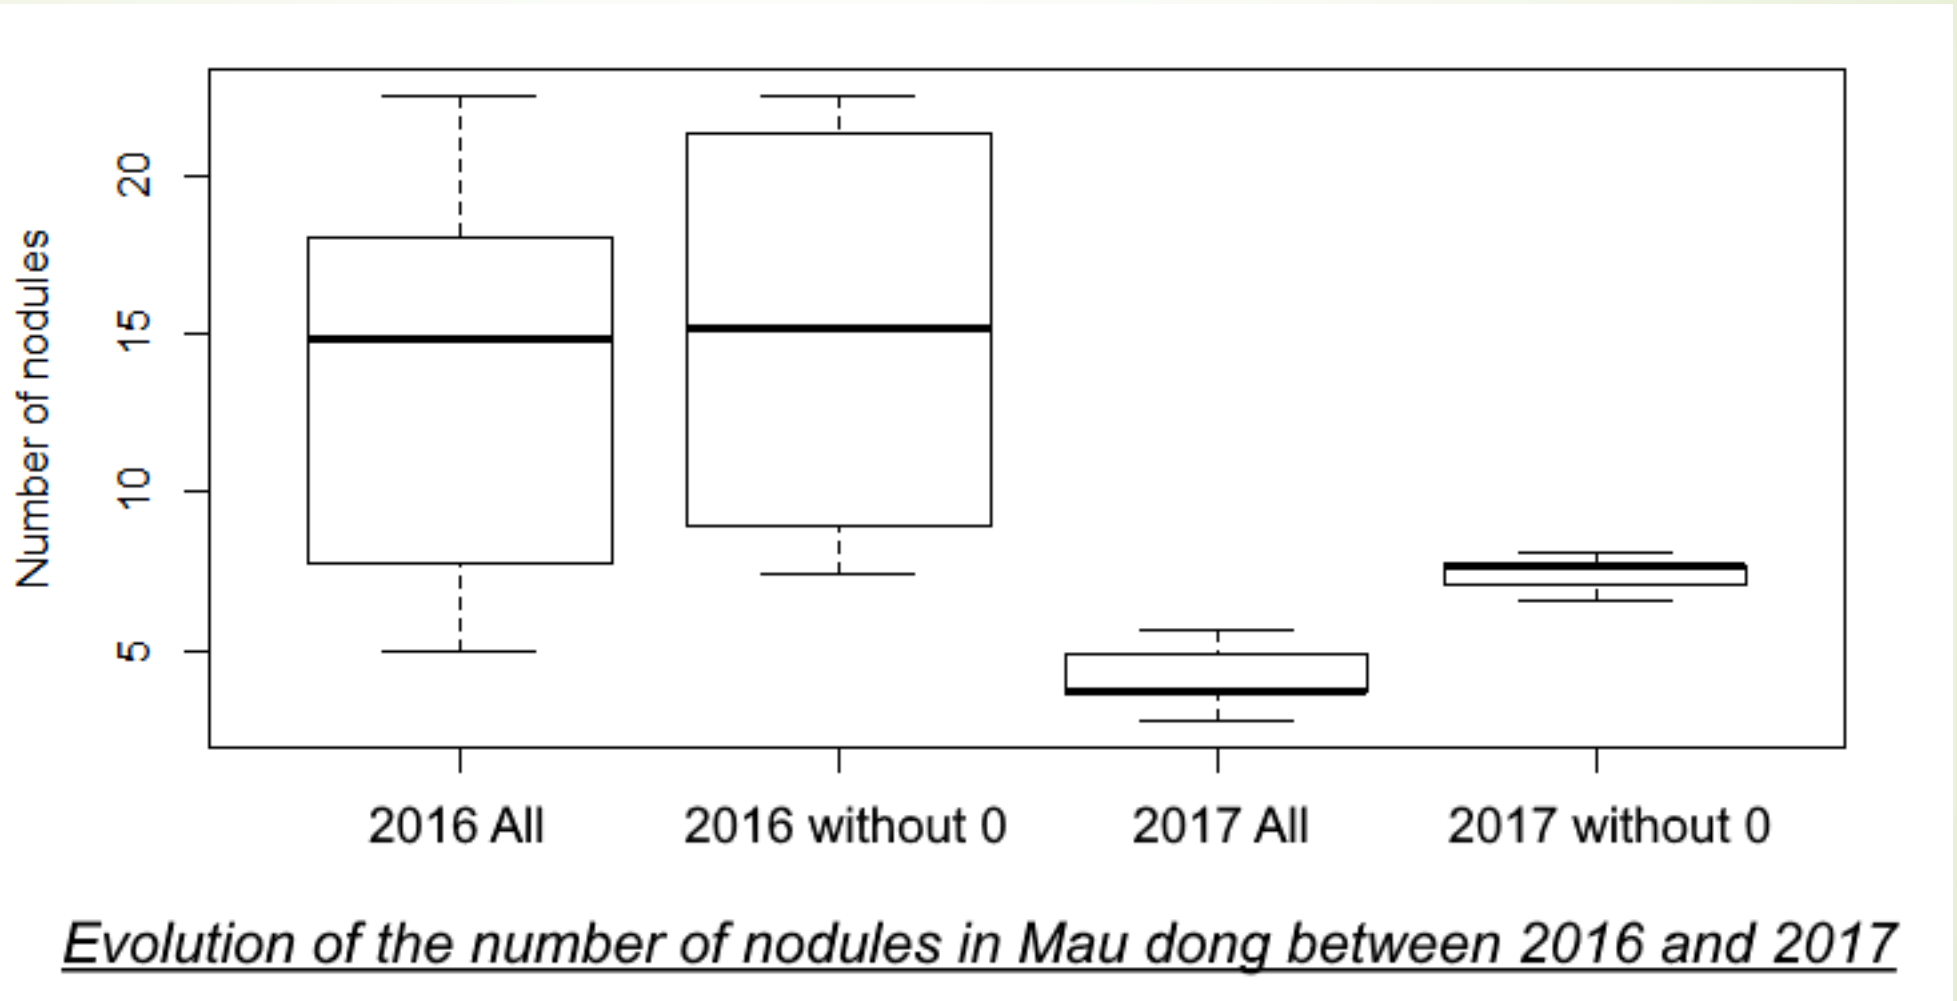 Number of nodules
20
15
10
5
2016 All
2016 without 0
2017 All
2017 without 0
Evolution of the number of nodules in Mau dong between 2016 and 2017